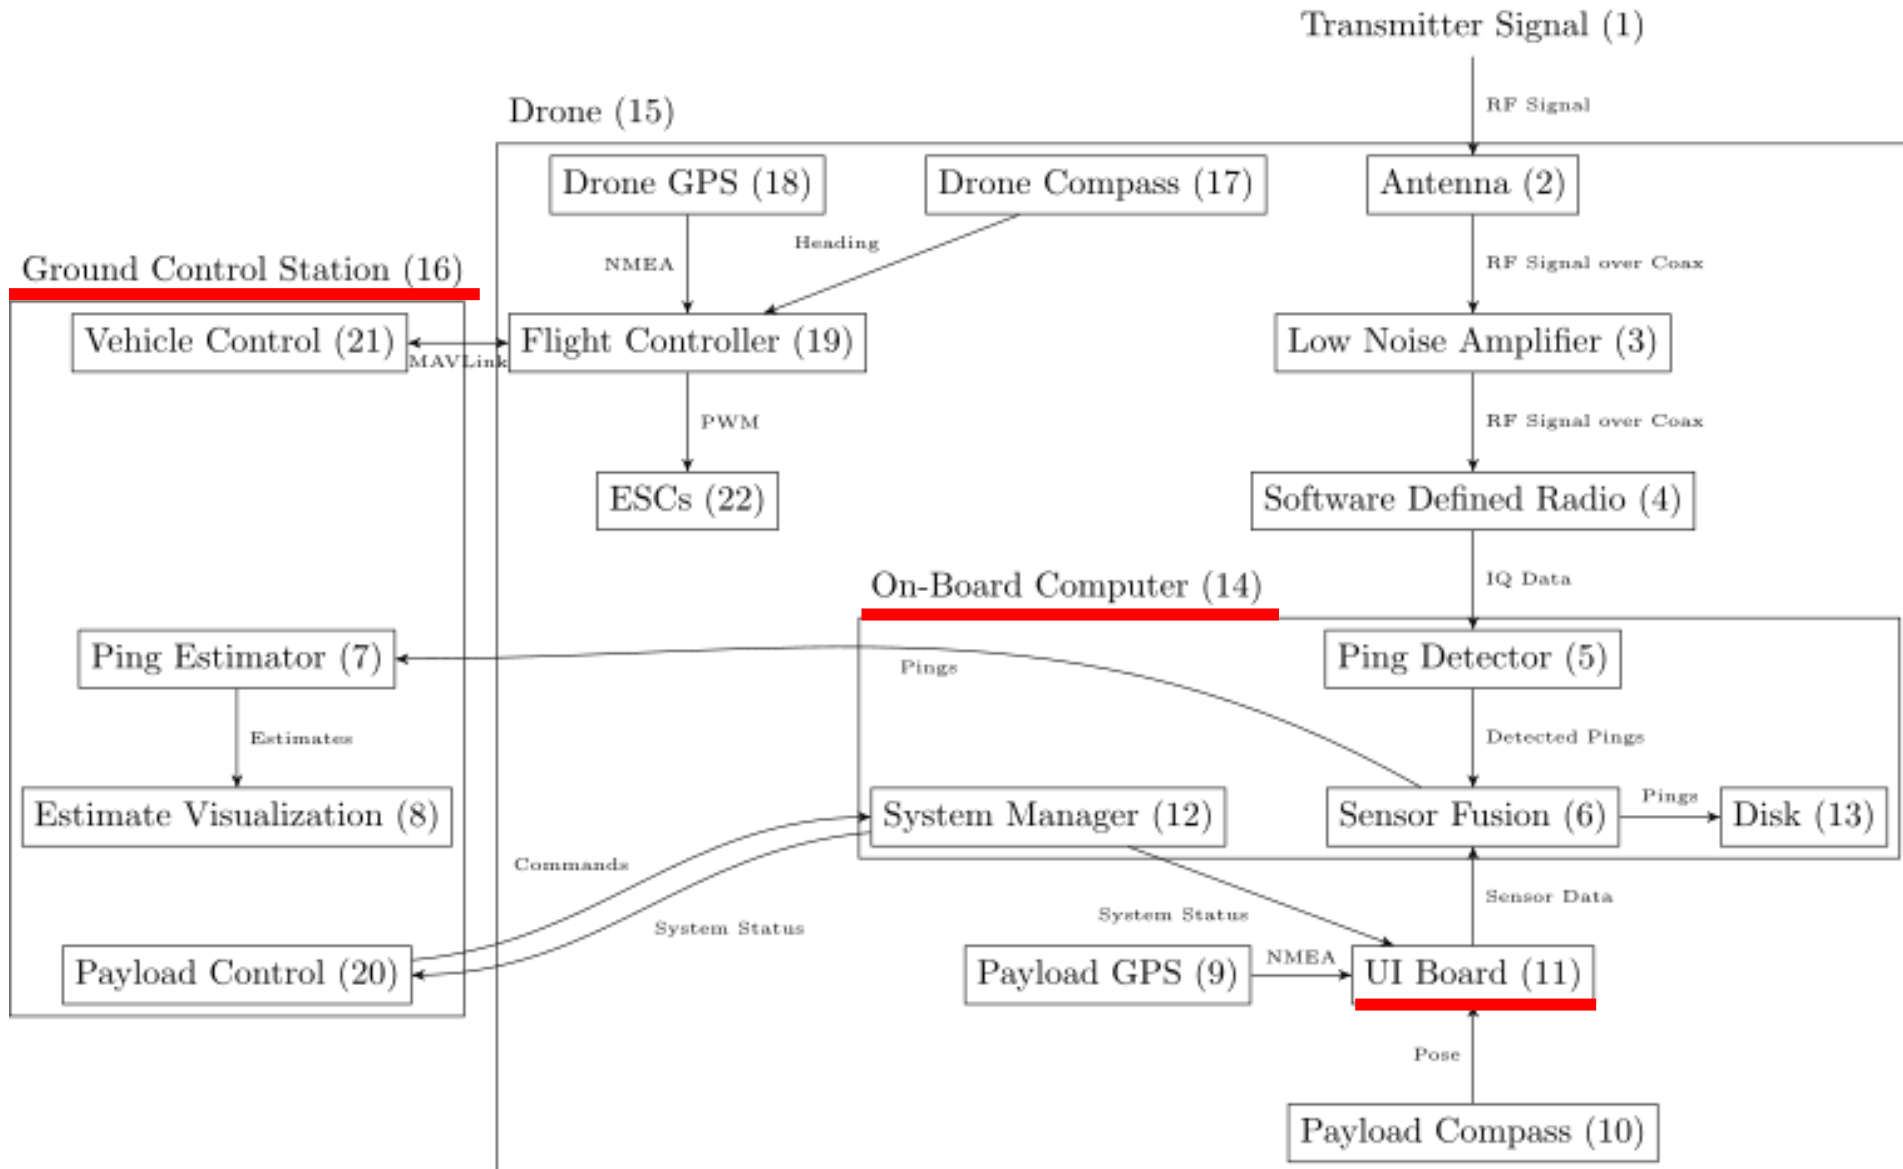 Transmitter Signal (1)
RF Signal
Drone (15)
Drone GPS (18)
Drone Compass (17)
Antenna (2)
Heading
NMEA
RF Signal over Coax
Ground Control Station (16)
Vehicle Control (21)
MAVLink
Flight Controller (19)
Low Noise Amplifier (3)
PWM
RF Signal over Coax
ESCs (22)
Software Defined Radio (4)
IQ Data
On-Board Computer (14)
Ping Estimator (7)
Pings
Ping Detector (5)
Estimates
Detected Pings
Estimate Visualization (8)
System Manager (12)
Sensor Fusion (6)
Pings
Disk (13)
Commands
Sensor Data
System Status
System Status
Payload Control (20)
Payload GPS (9)
NMEA
UI Board (11)
Pose
Payload Compass (10)